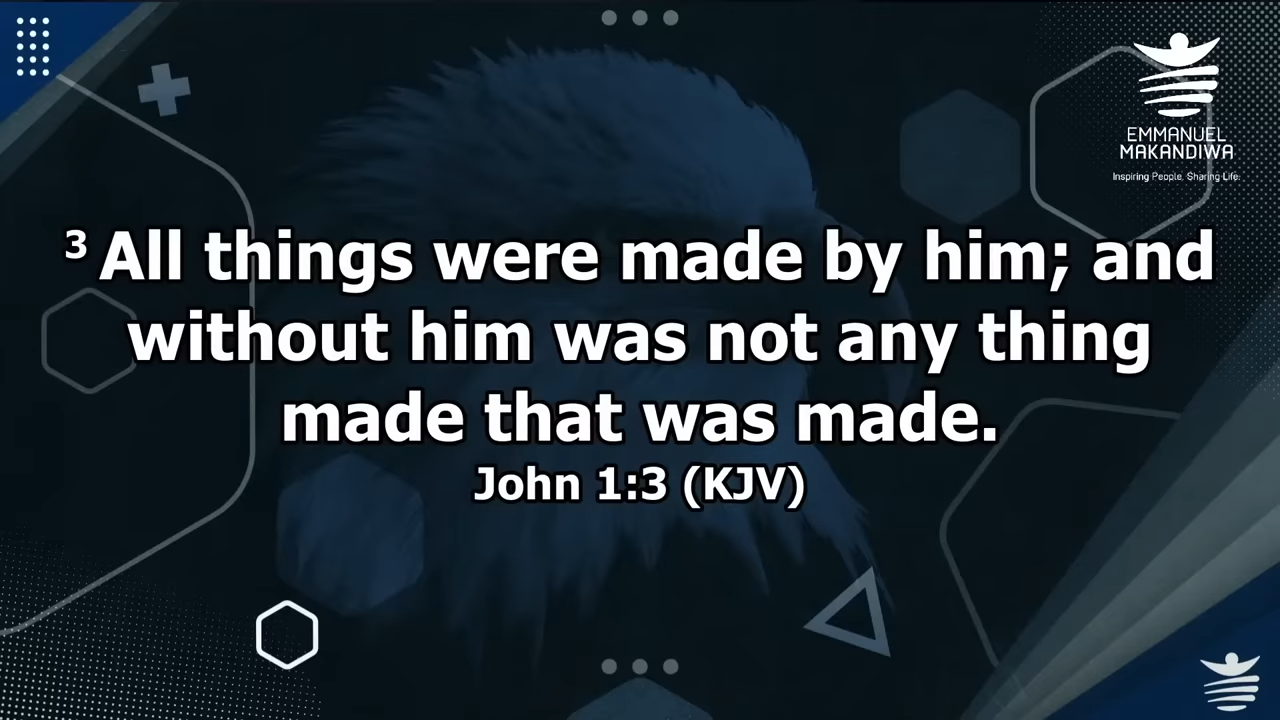 EMMANUEL
MAKANDIWA
Inspiring People. Sharing Life.
3 All things were made by him; and
without him was not any thing
made that was made.
John 1:3 (KJV)